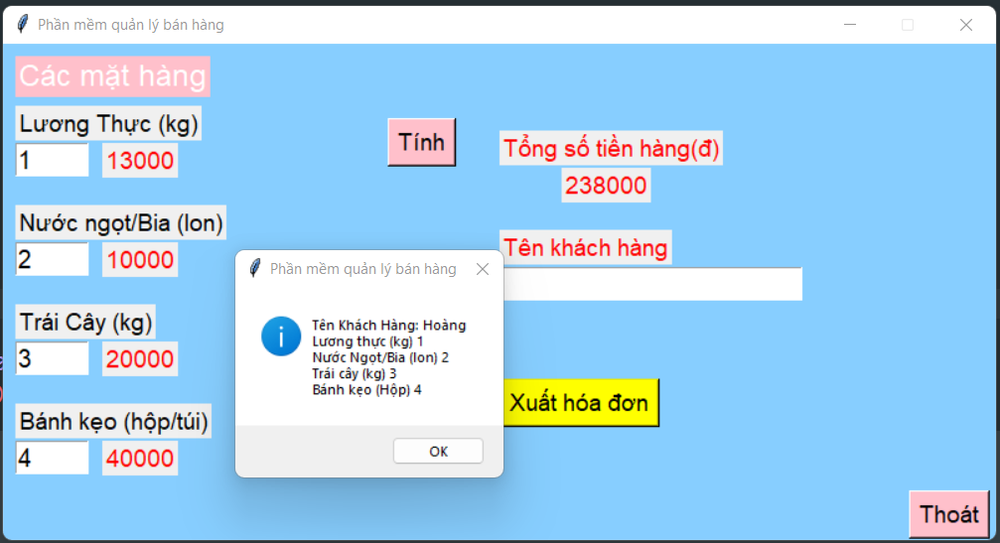 Phần mềm quản lý bán hàng
Các mặt hàng
Lương Thực (kg)
1 13000
Nước ngọt/Bia (lon)
2 10000
Trái Cây (kg)
3 20000
Bánh kẹo (hộp/túi)
4 40000
Tính
Tổng số tiền hàng(đ)
238000
Tên khách hàng
Xuất hóa đơn
Thoát
Phần mềm quản lý bán hàng
Tên Khách Hàng: Hoàng
Lương thực (kg) 1
Nước Ngọt/Bia (lon) 2
Trái cây (kg) 3
Bánh kẹo (Hộp) 4
OK